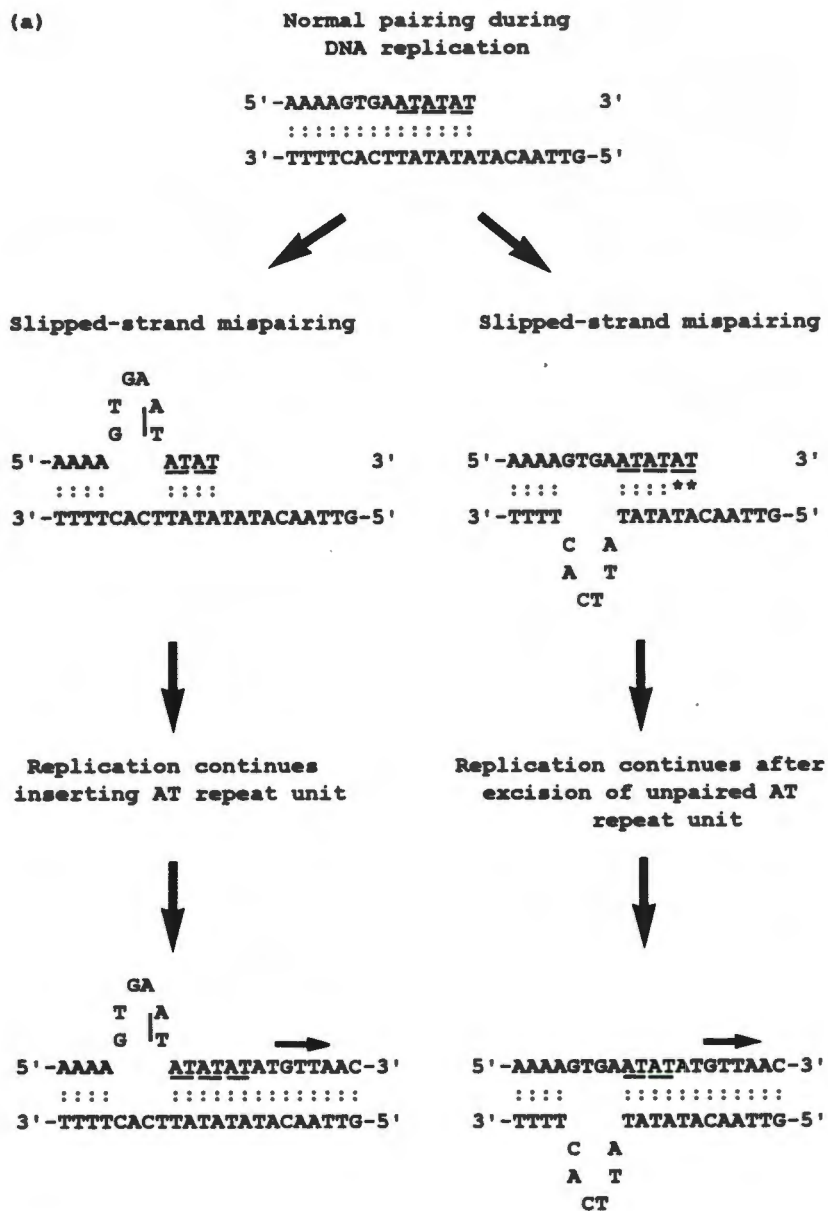 (a)
Normal pairing during
DNA replication
5'-AAAAGTGAATATAT 3'
::::::::::::::
3'-TTTTCACTTATATATACAATTG-5'
Slipped-strand mispairing
GA
T A
G T
5'-AAAA ATAT 3'
:::: ::::
3'-TTTTCACTTATATATACAATTG-5'
Replication continues
inserting AT repeat unit
GA
T A
G T
5'-AAAA ATATATATGTTAAC-3'
:::: ::::::::::::::
3'-TTTTCACTTATATATACAATTG-5'
Slipped-strand mispairing
5'-AAAAGTGAATATAT 3'
:::: ::::**
3'-TTTT TATATACAATTG-5'
C A
A T
CT
Replication continues after
excision of unpaired AT
repeat unit
5'-AAAAGTGAATATATGTTAAC-3'
:::: ::::::::::::
3'-TTTT TATATACAATTG-5'
C A
A T
CT